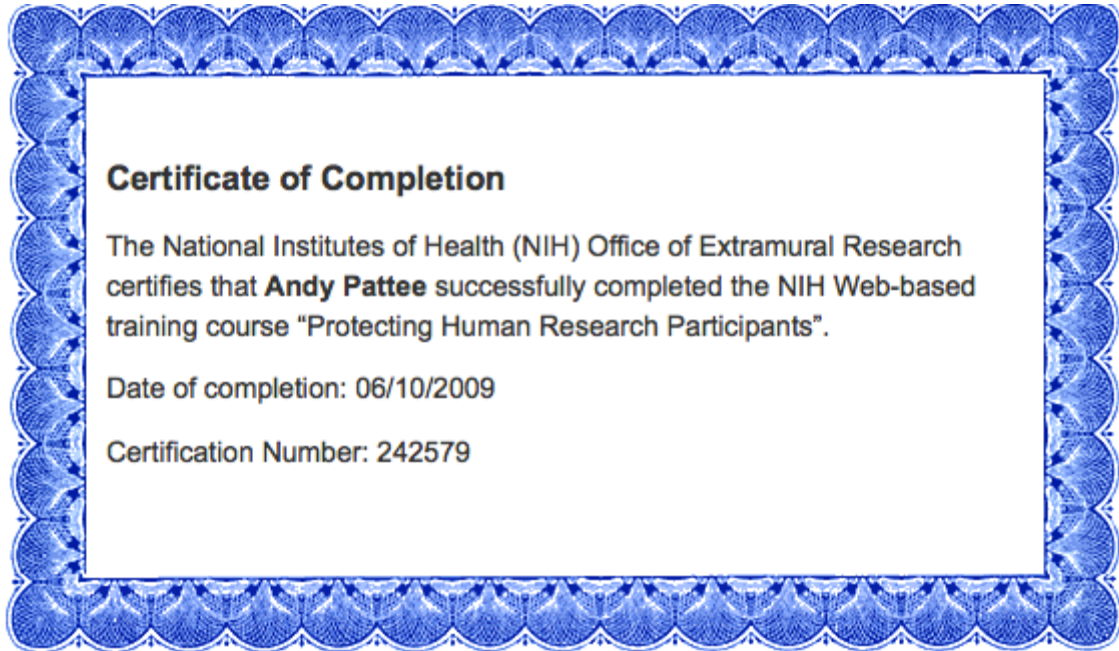 Certificate of Completion
The National Institutes of Health (NIH) Office of Extramural Research
certifies that Andy Pattee successfully completed the NIH Web-based
training course “Protecting Human Research Participants”.
Date of completion: 06/10/2009
Certification Number: 242579